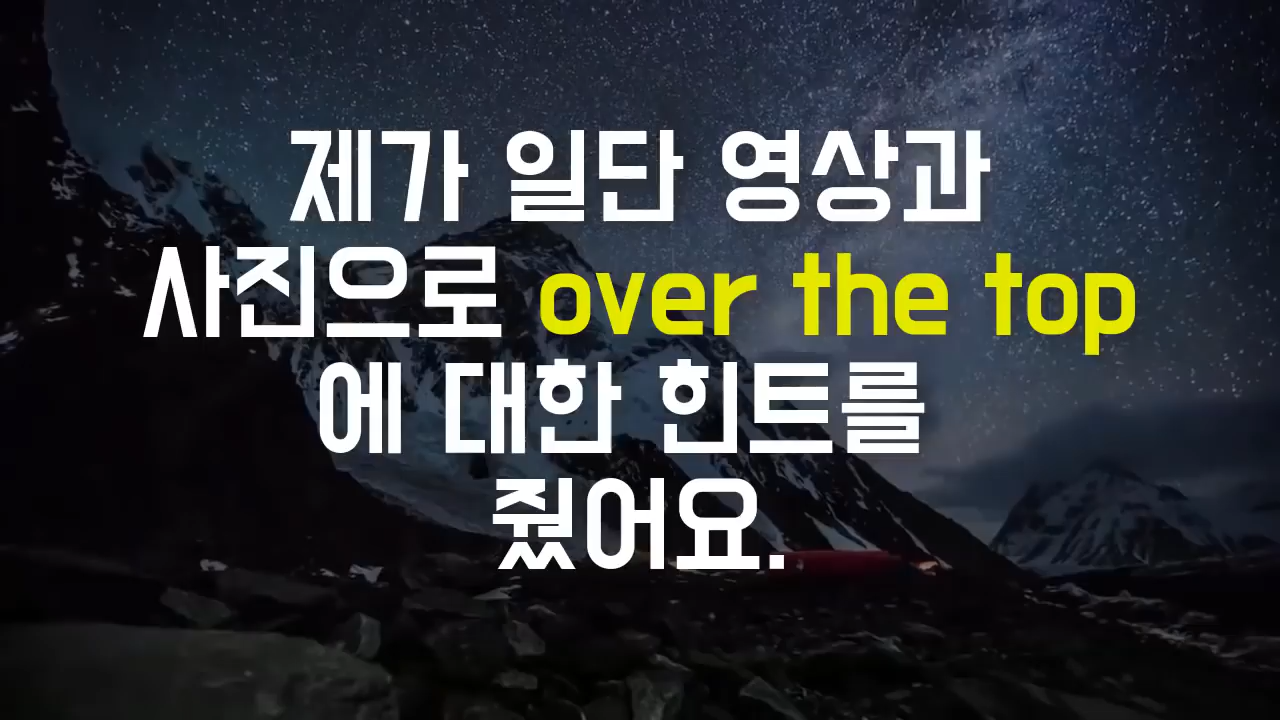 제가 일단 영상과
사진으로 over the top
에 대한 힌트를
줬어요.